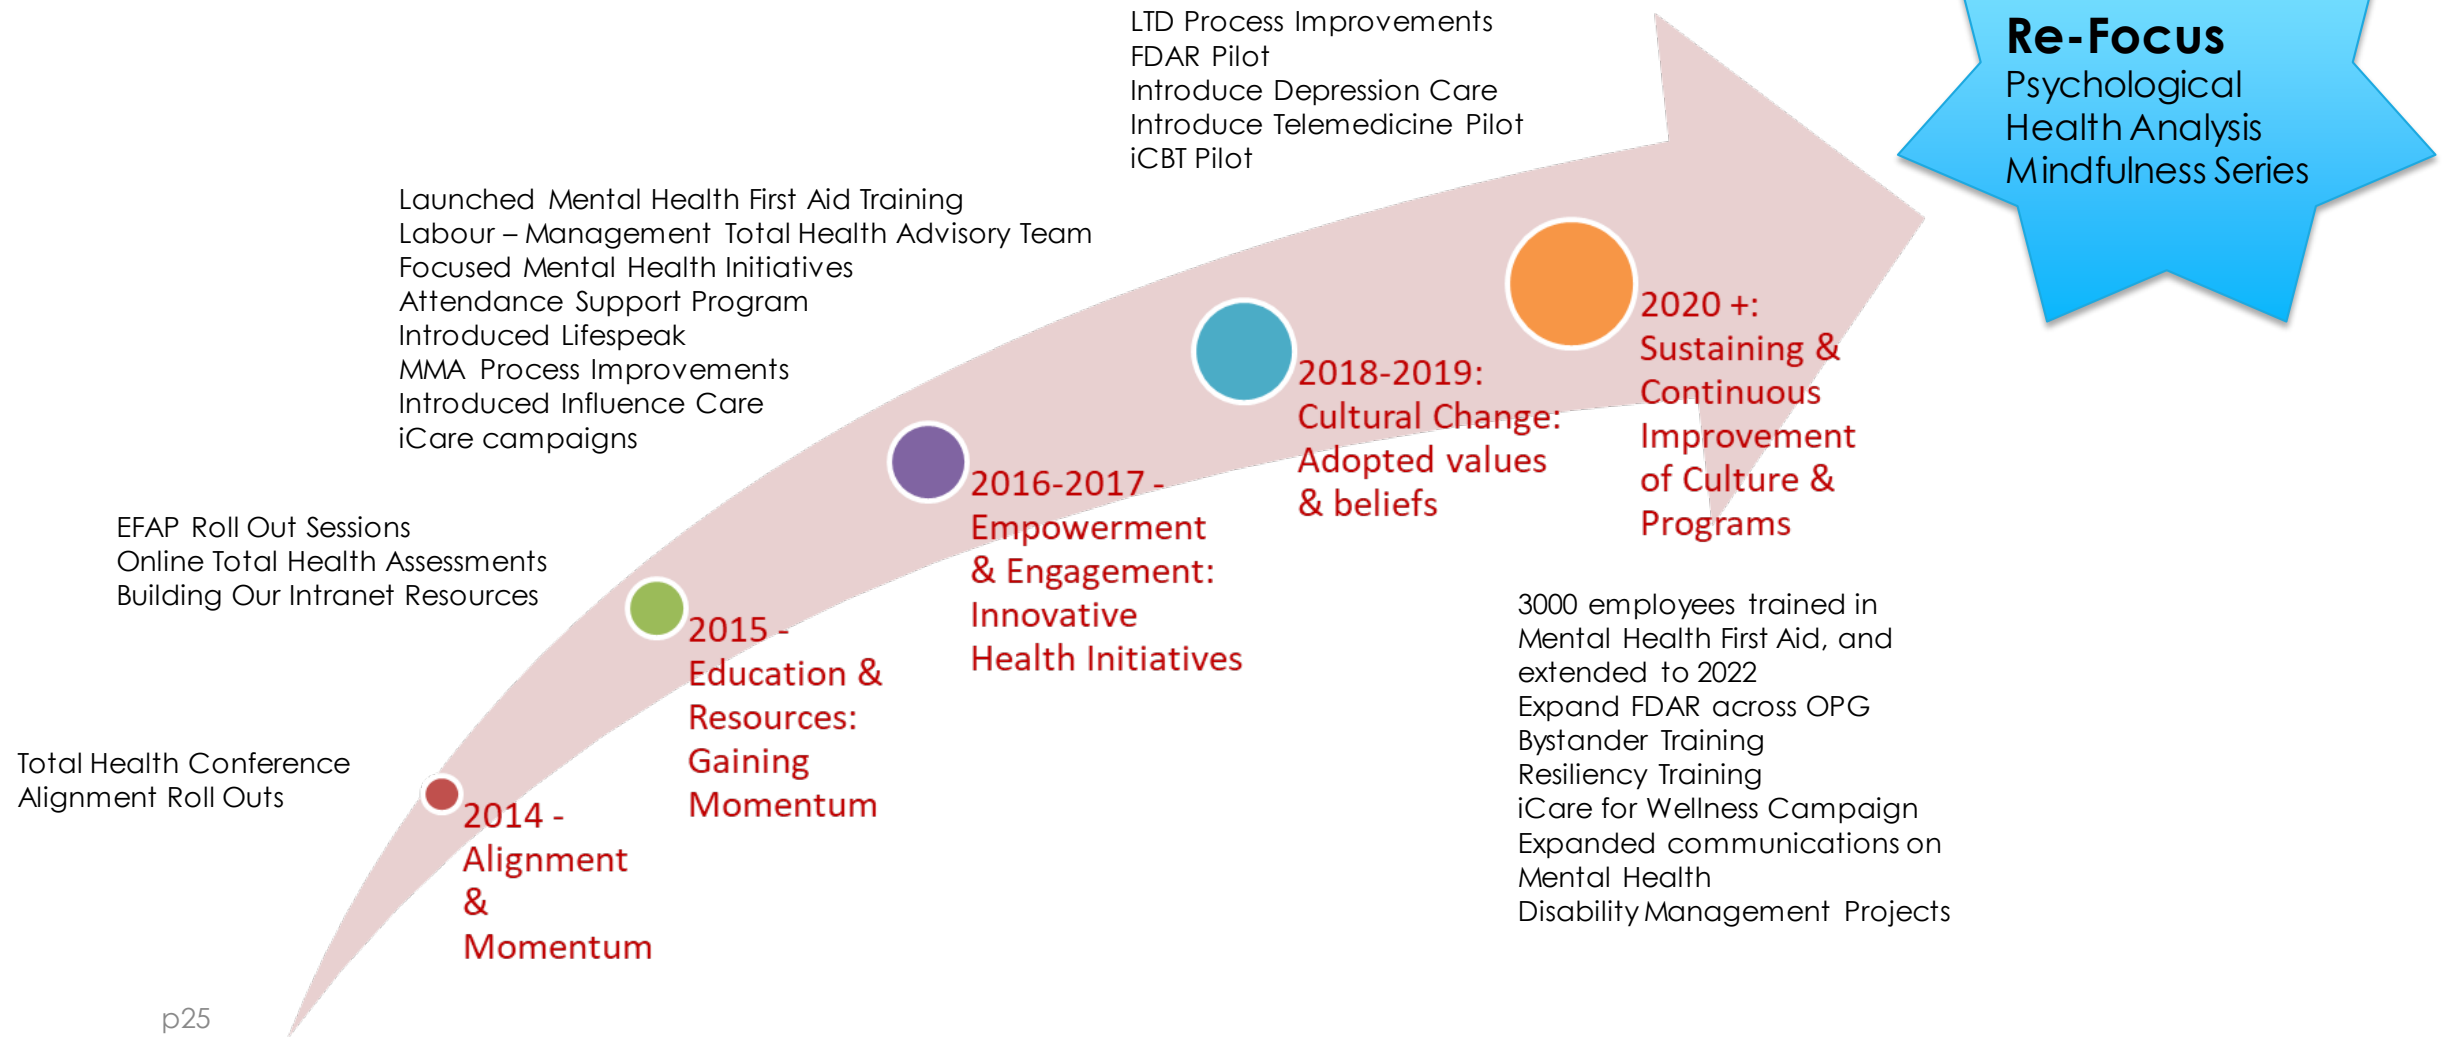 LTD Process Improvements
FDAR Pilot
Introduce Depression Care
Introduce Telemedicine Pilot
iCBT Pilot
Re-Focus
Psychological
Health Analysis
Mindfulness Series
Launched Mental Health First Aid Training
Labour – Management Total Health Advisory Team
Focused Mental Health Initiatives
Attendance Support Program
Introduced Lifespeak
MMA Process Improvements
Introduced Influence Care
iCare campaigns
EFAP Roll Out Sessions
Online Total Health Assessments
Building Our Intranet Resources
Total Health Conference
Alignment Roll Outs
2014 -
Alignment
&
Momentum
2015 -
Education &
Resources:
Gaining
Momentum
2016-2017 -
Empowerment
& Engagement:
Innovative
Health Initiatives
2018-2019:
Cultural Change:
Adopted values
& beliefs
2020 +:
Sustaining &
Continuous
Improvement
of Culture &
Programs
3000 employees trained in
Mental Health First Aid, and
extended to 2022
Expand FDAR across OPG
Bystander Training
Resiliency Training
iCare for Wellness Campaign
Expanded communications on
Mental Health
Disability Management Projects
p25